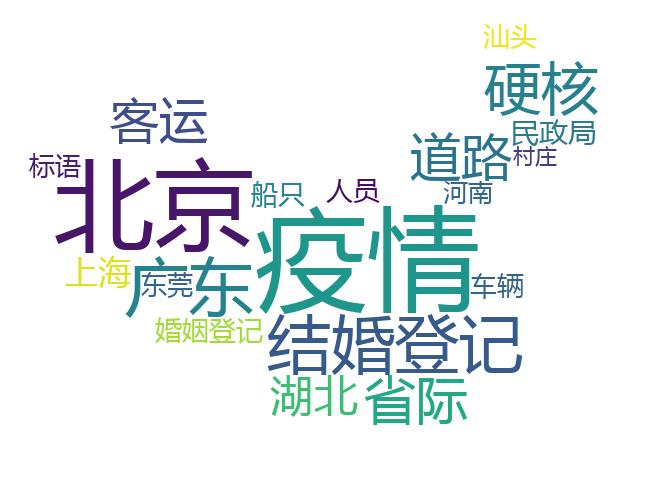 汕头
硬核
客运
民政局
道路
村庄
标语
北京
船只
人员
河南
疫情
上海
广东
东莞
车辆
婚姻登记
结婚登记
湖北
省际